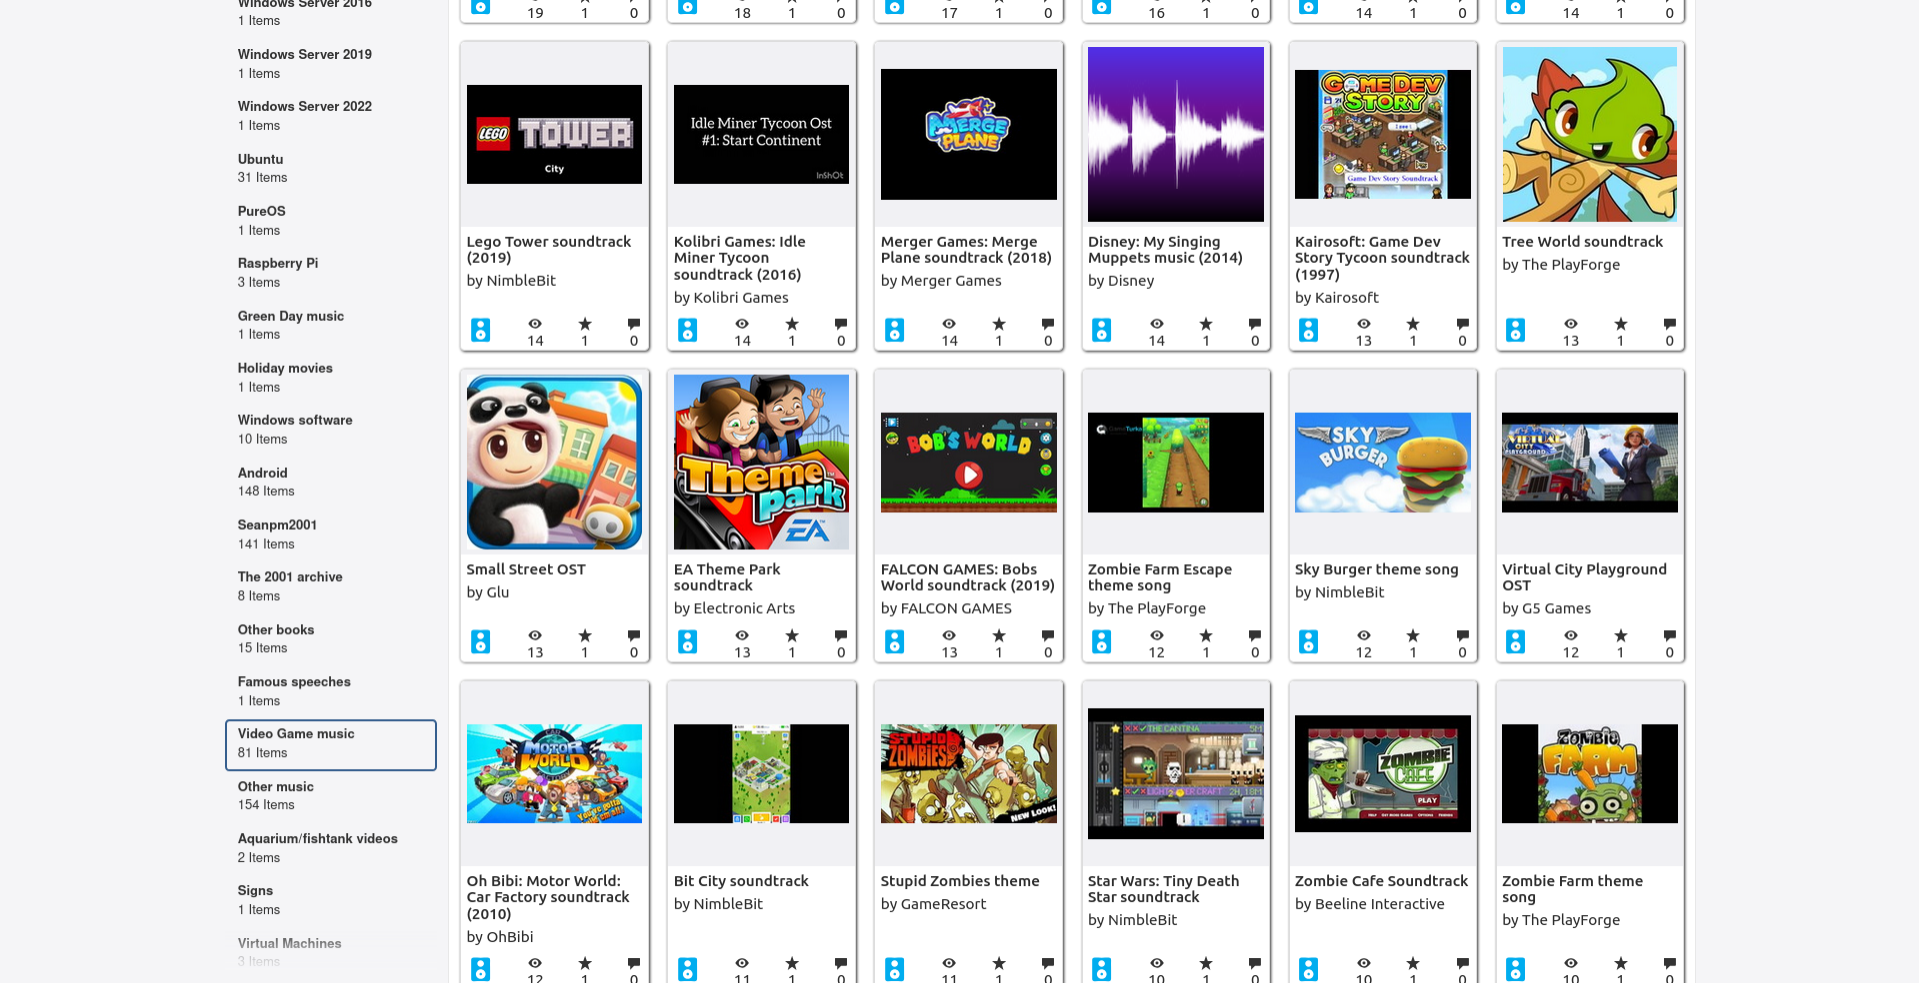 Windows Server 2016
1 Items
Windows Server 2019
1 Items
Windows Server 2022
1 Items
Ubuntu
31 Items
PureOS
1 Items
Raspberry Pi
3 Items
Green Day music
1 Items
Holiday movies
1 Items
Windows software
10 Items
Android
148 Items
Seanpm2001
141 Items
The 2001 archive
8 Items
Other books
15 Items
Famous speeches
1 Items
Video Game music
81 Items
Other music
154 Items
Aquarium/fishtank videos
2 Items
Signs
1 Items
Virtual Machines
3 Items
19 1 0
18 1 0
17 1 0
16 1 0
14 1 0
14 1 0
LEGO TOWER
City
Lego Tower soundtrack
(2019)
by NimbleBit
14 1 0
Idle Miner Tycoon Ost
#1: Start Continent
InShOt
Kolibri Games: Idle
Miner Tycoon
soundtrack (2016)
by Kolibri Games
14 1 0
MERGE
PLANE
Merger Games: Merge
Plane soundtrack (2018)
by Merger Games
14 1 0
Disney: My Singing
Muppets music (2014)
by Disney
14 1 0
GAME DEV
STORY
Game Dev Story Soundtrack
Kairosoft: Game Dev
Story Tycoon soundtrack
(1997)
by Kairosoft
13 1 0
Tree World soundtrack
by The PlayForge
13 1 0
Small Street OST
by Glu
13 1 0
Theme
park
EA
EA Theme Park
soundtrack
by Electronic Arts
13 1 0
BOB'S WORLD
FALCON GAMES: Bobs
World soundtrack (2019)
by FALCON GAMES
13 1 0
Zombie Farm Escape
theme song
by The PlayForge
12 1 0
SKY
BURGER
Sky Burger theme song
by NimbleBit
12 1 0
VIRTUAL
CITY
PLAYGROUND
Virtual City Playground
OST
by G5 Games
12 1 0
CAR
MOTOR
WORLD
Oh Bibi: Motor World:
Car Factory soundtrack
(2010)
by OhBibi
12 1 0
Bit City soundtrack
by NimbleBit
11 1 0
STUPID
ZOMBIES
NEW LOOK!
Stupid Zombies theme
by GameResort
11 1 0
THE CANTINA 5M
2H, 18M
Star Wars: Tiny Death
Star soundtrack
by NimbleBit
10 1 0
ZOMBIE
CAFE
PLAY
Zombie Cafe Soundtrack
by Beeline Interactive
10 1 0
ZOMBIE
FARM
Zombie Farm theme
song
by The PlayForge
10 1 0